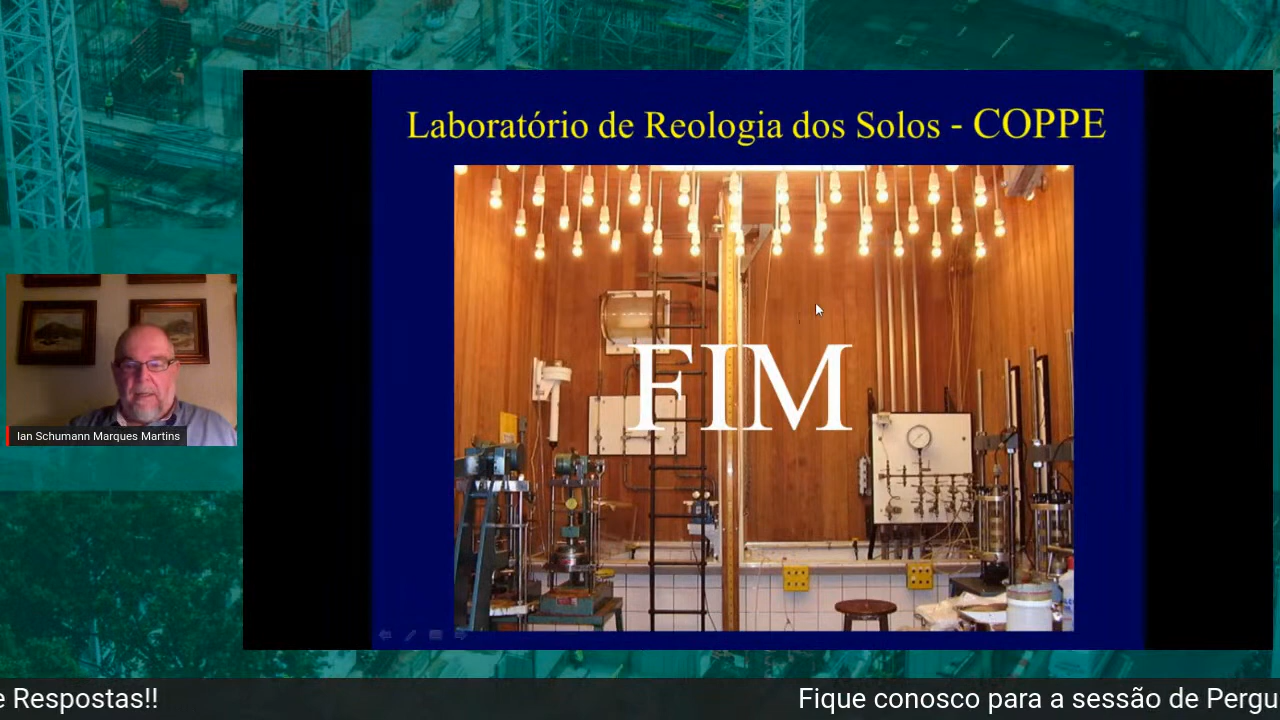 Laboratório de Reologia dos Solos - COPPE
FIM
Ian Schumann Marques Martins
e Respostas!! Fique conosco para a sessão de Pergu